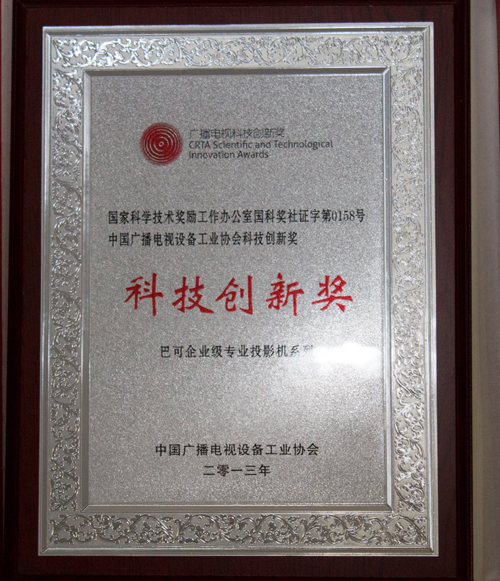 广播电视科技创新奖
CRTA Scientific and Technological
Innovation Awards
国家科学技术奖励工作办公室国科奖社证字第0158号
中国广播电视设备工业协会科技创新奖
科技创新奖
巴可企业级专业投影机系列
中国广播电视设备工业协会
二零一三年